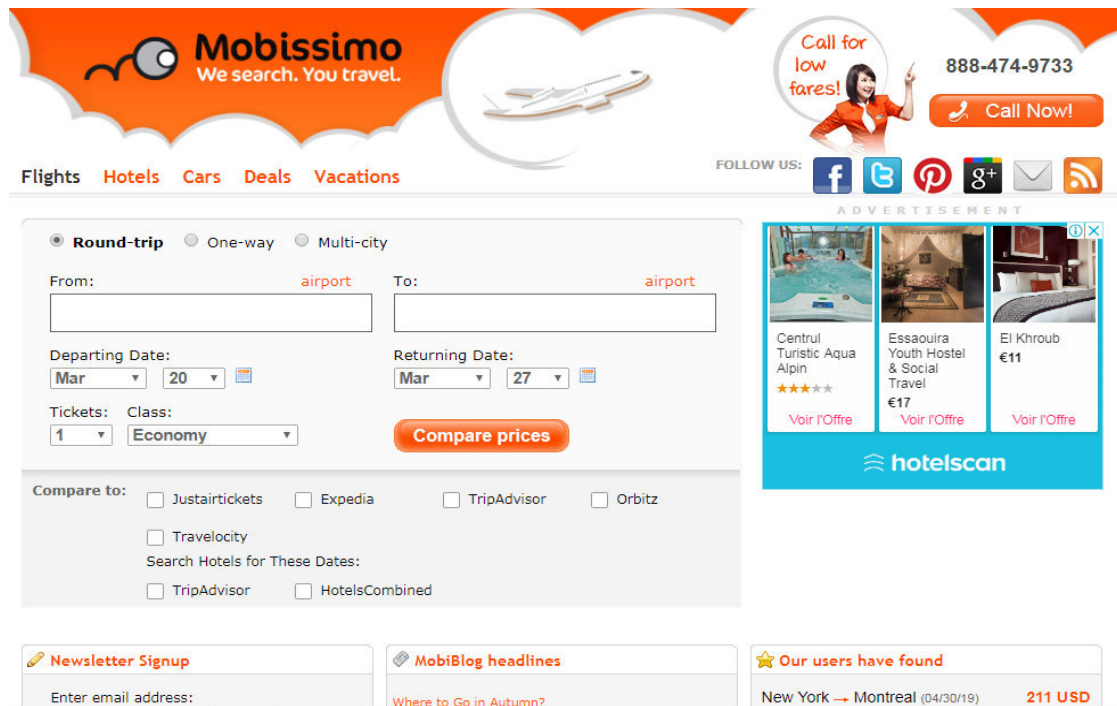 Mobissimo
We search. You travel.
Call for
low
fares!
888-474-9733
Call Now!
Flights Hotels Cars Deals Vacations
FOLLOW US:
g+
ADVERTISEMENT
Round-trip One-way Multi-city
From: airport To: airport
Departing Date: Returning Date:
Mar 20 Mar 27
Tickets: Class:
1 Economy Compare prices
Compare to:
Justairtickets Expedia TripAdvisor Orbitz
Travelocity
Search Hotels for These Dates:
TripAdvisor HotelsCombined
Centrul
Turistic Aqua
Alpin
Voir l'Offre
Essaouira
Youth Hostel
& Social
Travel
€17
Voir l'Offre
El Khroub
€11
Voir l'Offre
hotelscan
Newsletter Signup
Enter email address:
MobiBlog headlines
Where to Go in Autumn?
Our users have found
New York → Montreal (04/30/19) 211 USD